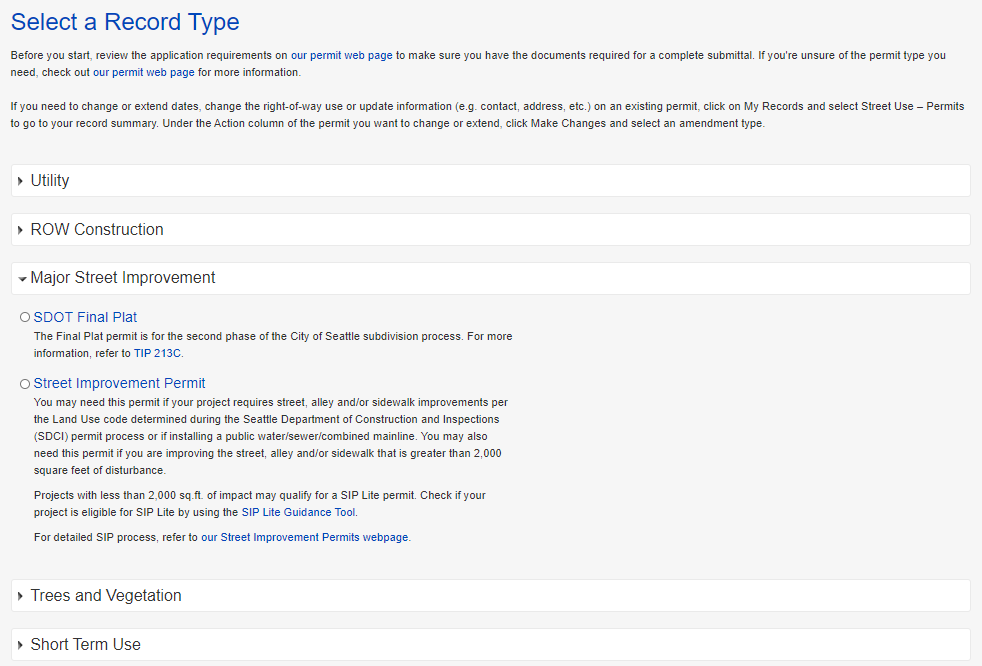 Select a Record Type
Before you start, review the application requirements on our permit web page to make sure you have the documents required for a complete submittal. If you're unsure of the permit type you
need, check out our permit web page for more information.
If you need to change or extend dates, change the right-of-way use or update information (e.g. contact, address, etc.) on an existing permit, click on My Records and select Street Use – Permits
to go to your record summary. Under the Action column of the permit you want to change or extend, click Make Changes and select an amendment type.
Utility
ROW Construction
Major Street Improvement
SDOT Final Plat
The Final Plat permit is for the second phase of the City of Seattle subdivision process. For more
information, refer to TIP 213C.
Street Improvement Permit
You may need this permit if your project requires street, alley and/or sidewalk improvements per
the Land Use code determined during the Seattle Department of Construction and Inspections
(SDCI) permit process or if installing a public water/sewer/combined mainline. You may also
need this permit if you are improving the street, alley and/or sidewalk that is greater than 2,000
square feet of disturbance.
Projects with less than 2,000 sq.ft. of impact may qualify for a SIP Lite permit. Check if your
project is eligible for SIP Lite by using the SIP Lite Guidance Tool.
For detailed SIP process, refer to our Street Improvement Permits webpage.
Trees and Vegetation
Short Term Use